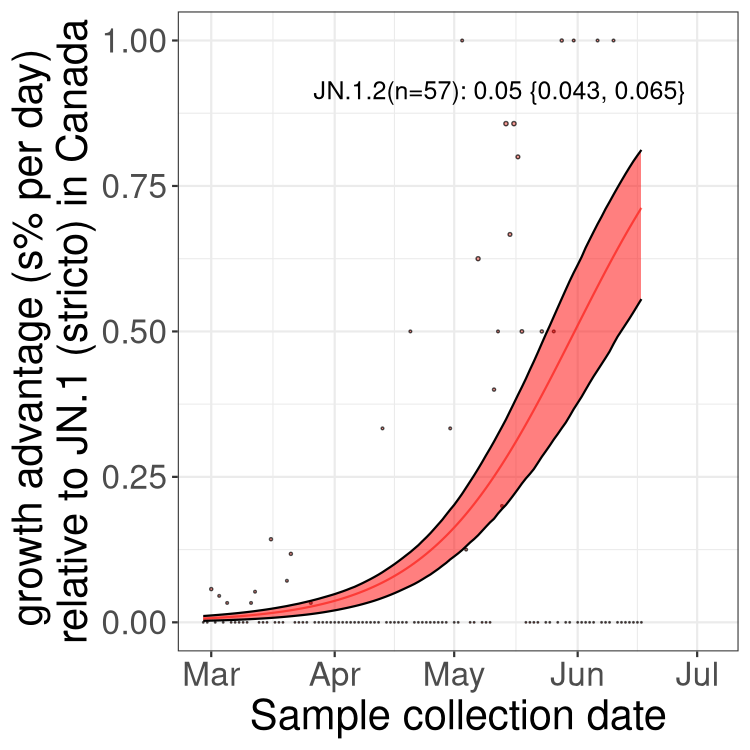 growth advantage (s% per day)
relative to JN.1 (stricto) in Canada
1.00
0.75
0.50
0.25
0.00
JN.1.2(n=57): 0.05 {0.043, 0.065}
Mar Apr May Jun Jul
Sample collection date